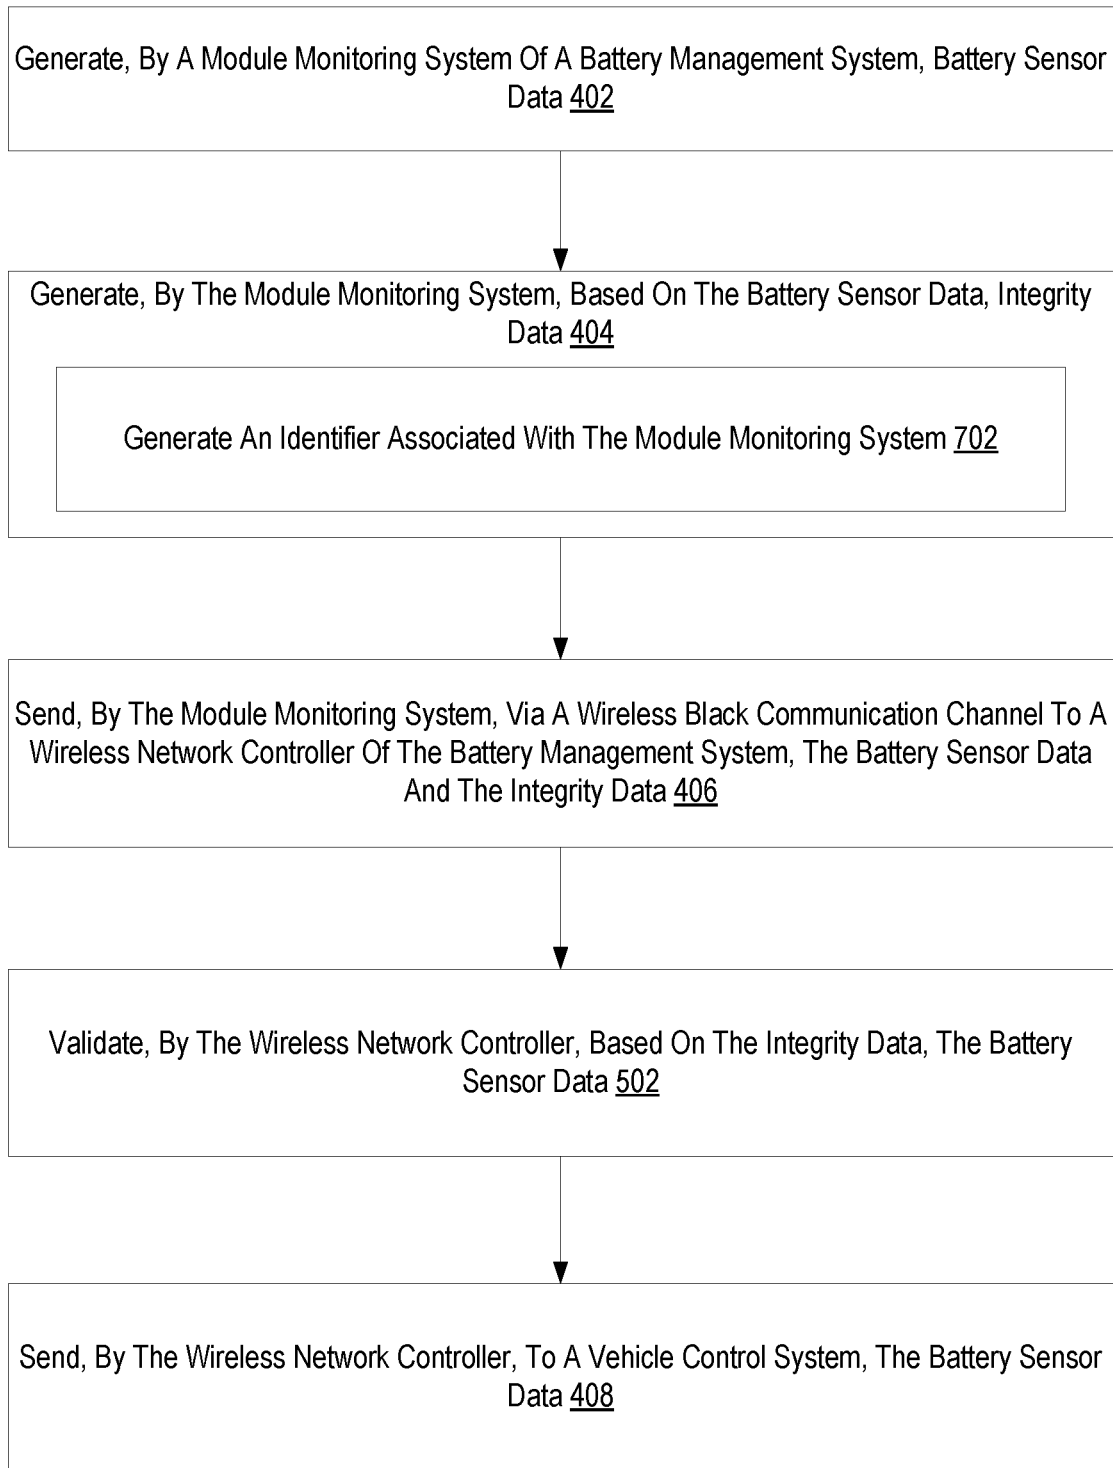 Generate, By A Module Monitoring System Of A Battery Management System, Battery Sensor
Data 402
Generate, By The Module Monitoring System, Based On The Battery Sensor Data, Integrity
Data 404
Generate An Identifier Associated With The Module Monitoring System 702
Send, By The Module Monitoring System, Via A Wireless Black Communication Channel To A
Wireless Network Controller Of The Battery Management System, The Battery Sensor Data
And The Integrity Data 406
Validate, By The Wireless Network Controller, Based On The Integrity Data, The Battery
Sensor Data 502
Send, By The Wireless Network Controller, To A Vehicle Control System, The Battery Sensor
Data 408